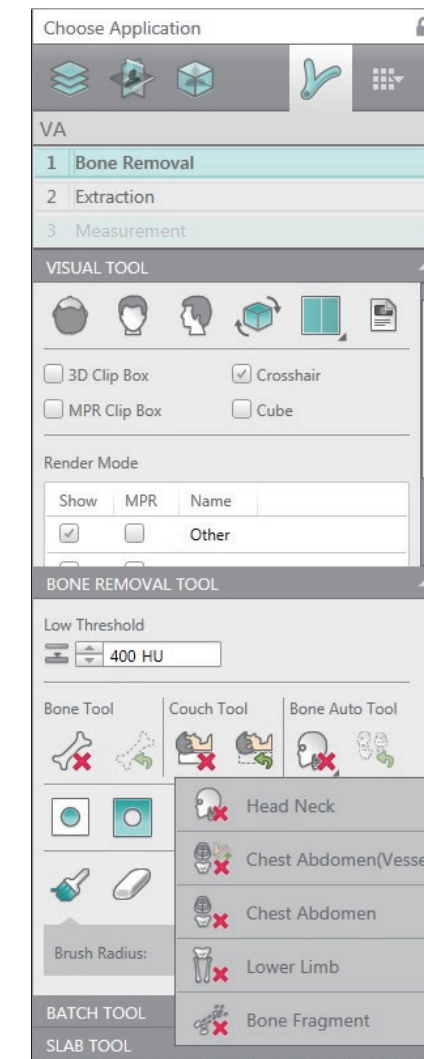 Choose Application
VA
1 Bone Removal
2 Extraction
3 Measurement
VISUAL TOOL
3D Clip Box Crosshair
MPR Clip Box Cube
Render Mode
Show MPR Name
Other
BONE REMOVAL TOOL
Low Threshold
400 HU
Bone Tool Couch Tool Bone Auto Tool
Head Neck
Chest Abdomen(Vesse
Chest Abdomen
Brush Radius:
Lower Limb
BATCH TOOL
Bone Fragment
SLAB TOOL